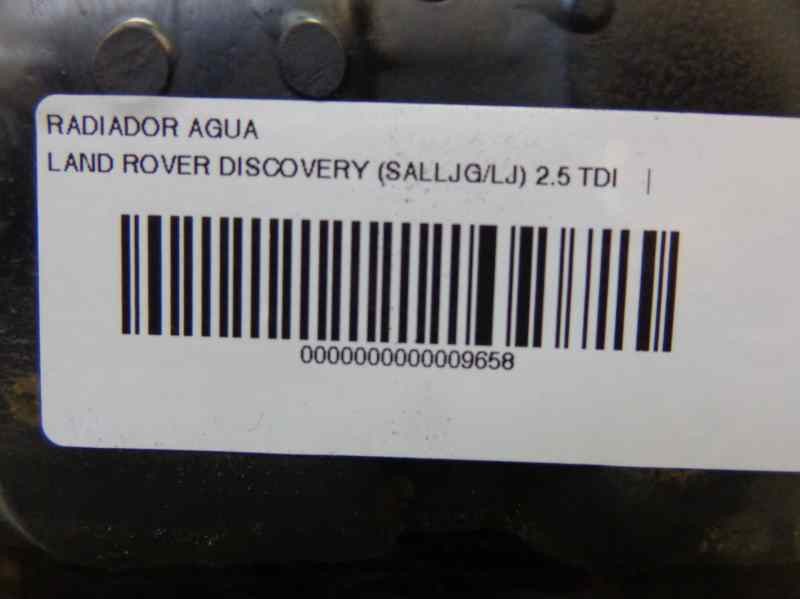 RADIADOR AGUA
LAND ROVER DISCOVERY (SALLJG/LJ) 2.5 TDI |
0000000000009658